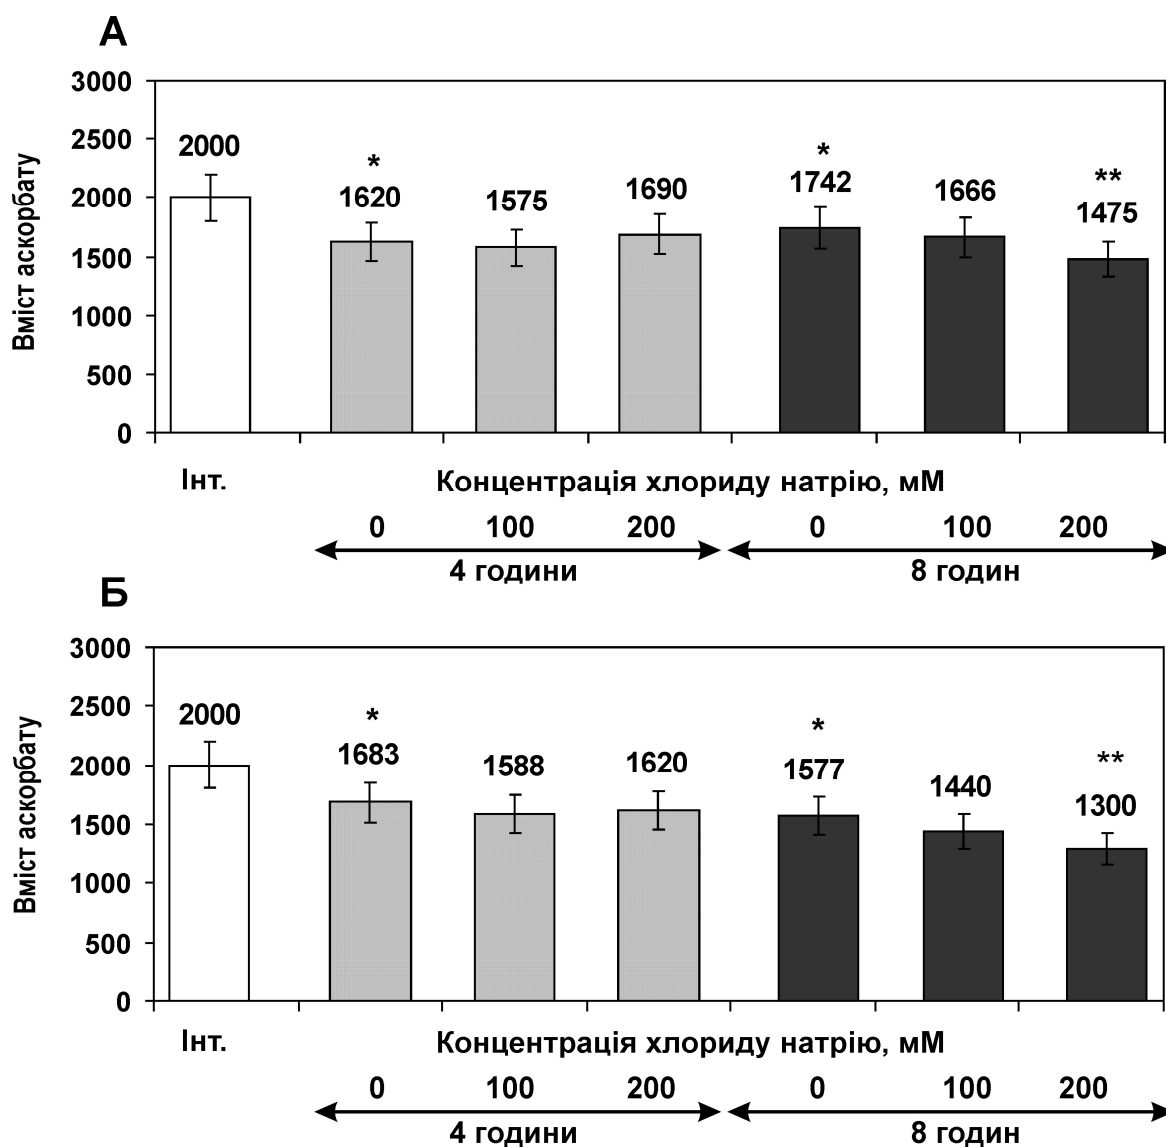 А
3000
2500
2000
1500
1000
500
0
Вміст аскорбату
2000
*
1620
1575
1690
*
1742
1666
**
1475
Інт.
Концентрація хлориду натрію, мМ
0 100 200 0 100 200
4 години 8 годин
Б
3000
2500
2000
1500
1000
500
0
Вміст аскорбату
2000
*
1683
1588
1620
*
1577
1440
**
1300
Інт.
Концентрація хлориду натрію, мМ
0 100 200 0 100 200
4 години 8 годин